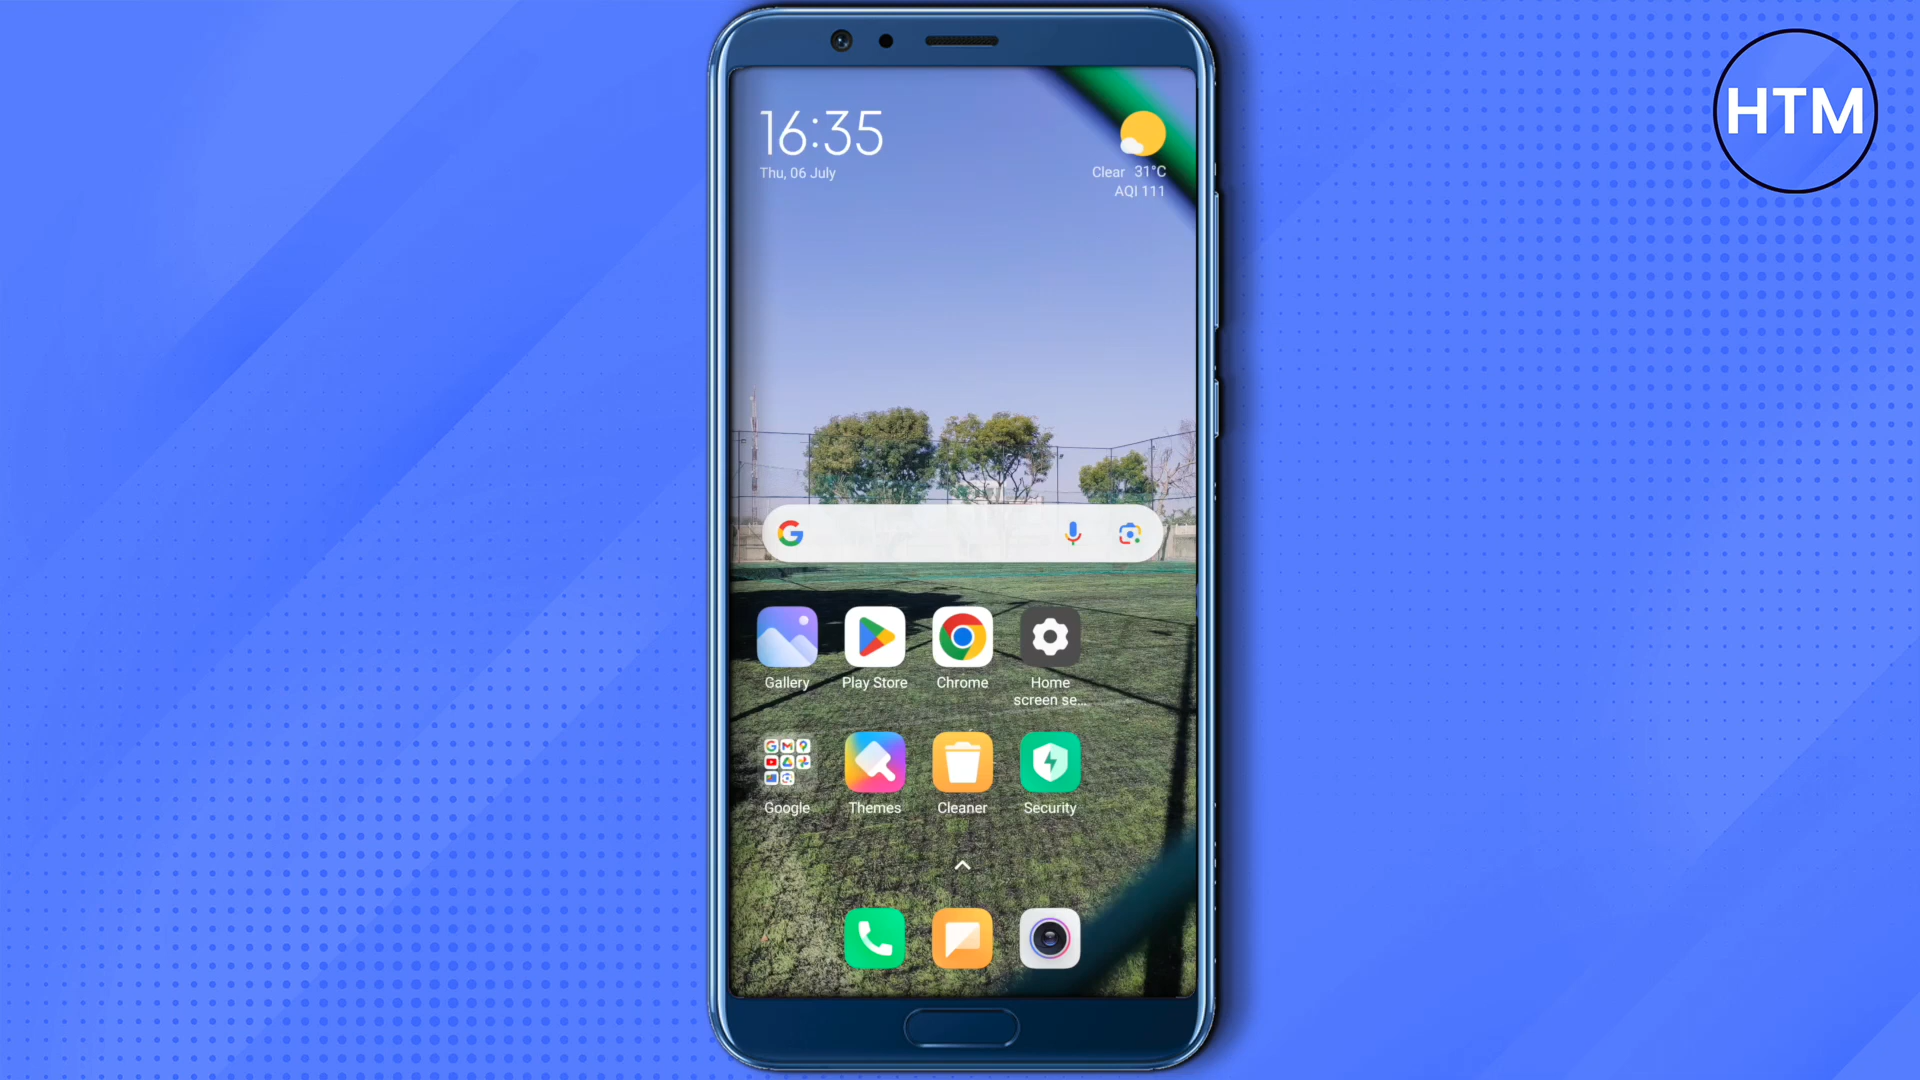 HTM
16:35
Thu, 06 July
Clear 31°C
AQI 111
Gallery
Play Store
Chrome
Home
screen se...
Google
Themes
Cleaner
Security